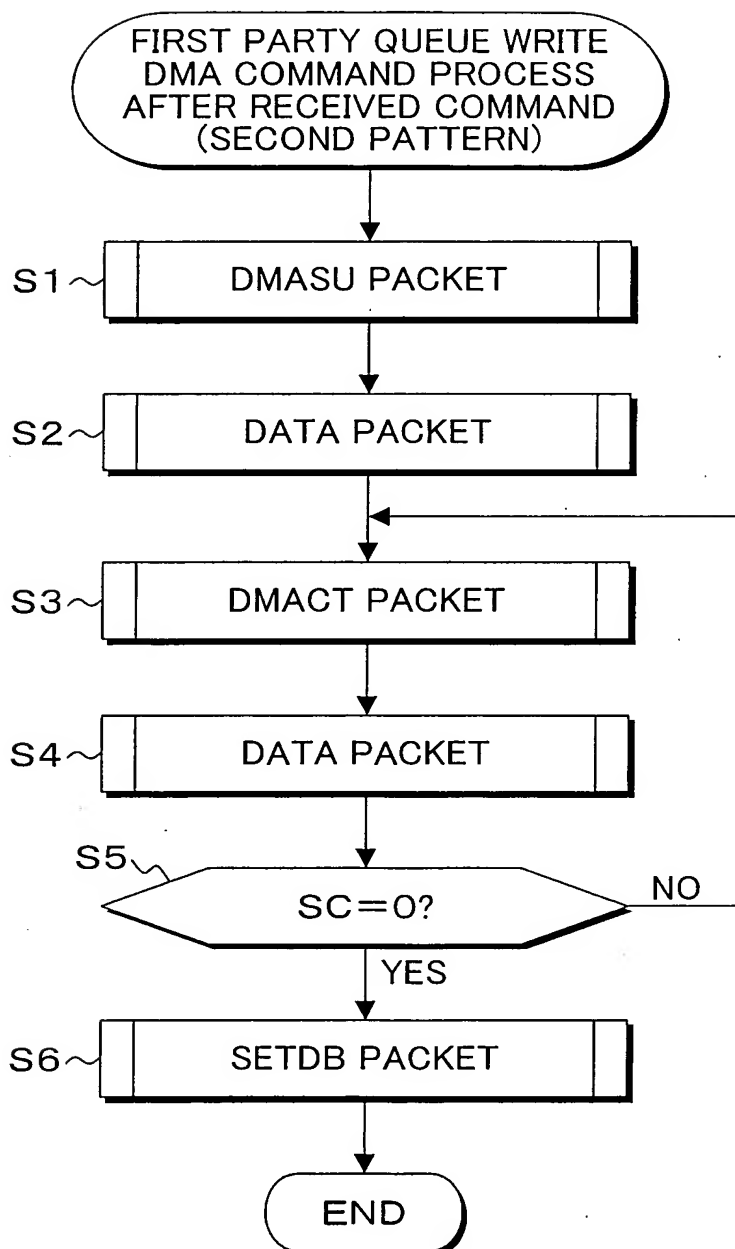 FIRST PARTY QUEUE WRITE
DMA COMMAND PROCESS
AFTER RECEIVED COMMAND
(SECOND PATTERN)
S1
DMASU PACKET
S2
DATA PACKET
S3
DMACT PACKET
S4
DATA PACKET
S5
SC=0?
NO
YES
S6
SETDB PACKET
END